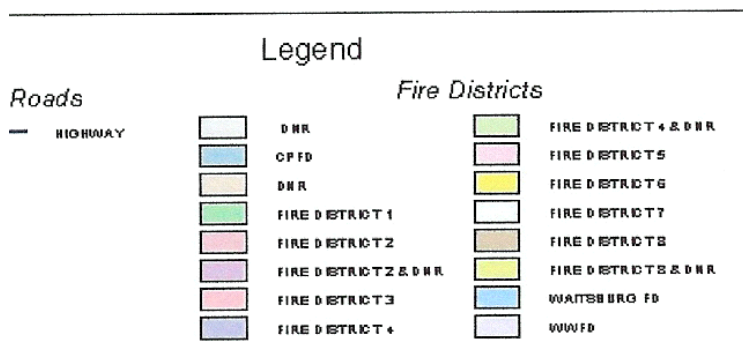 Legend
Roads
Fire Districts
HIGHWAY
DNR
CPFD
DNR
FIRE DISTRICT 1
FIRE DISTRICT 2
FIRE DISTRICT 2 & DNR
FIRE DISTRICT 3
FIRE DISTRICT 4
FIRE DISTRICT 4 & DNR
FIRE DISTRICT 5
FIRE DISTRICT 6
FIRE DISTRICT 7
FIRE DISTRICT 8
FIRE DISTRICT 8 & DNR
WAITSBURG FD
WWFD